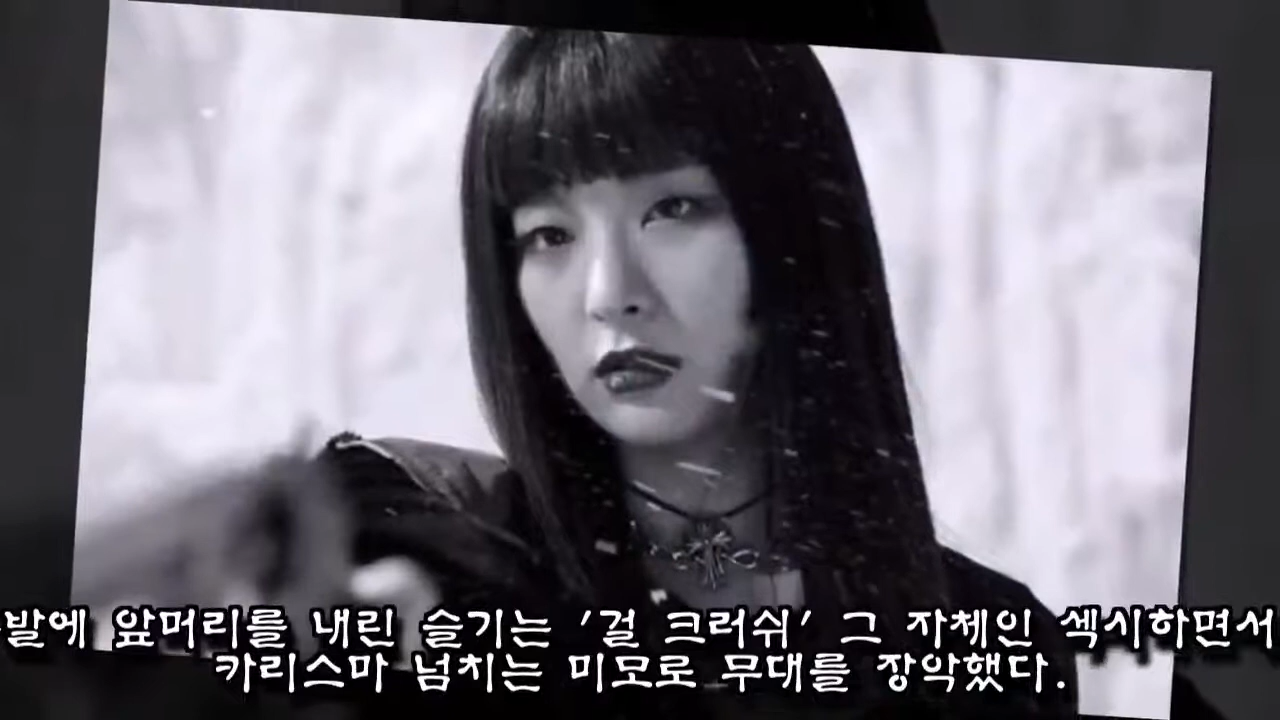 발에 앞머리를 내린 슬기는 '걸 크러쉬' 그 자체인 섹시하면서
카리스마 넘치는 미모로 무대를 장악했다.